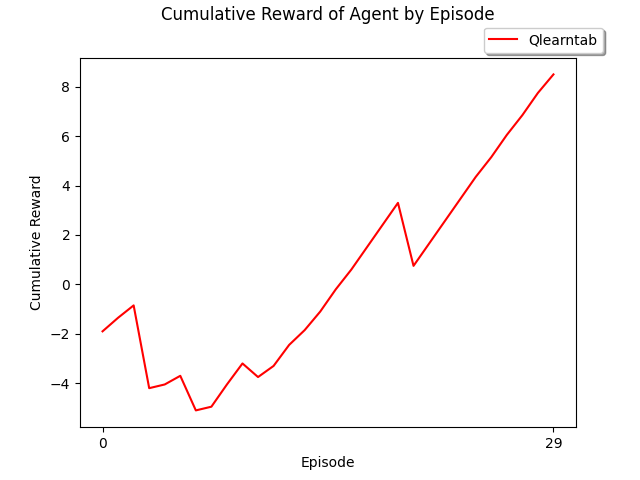 Cumulative Reward of Agent by Episode
Qlearntab
8
6
4
2
0
−2
−4
Cumulative Reward
0
29
Episode